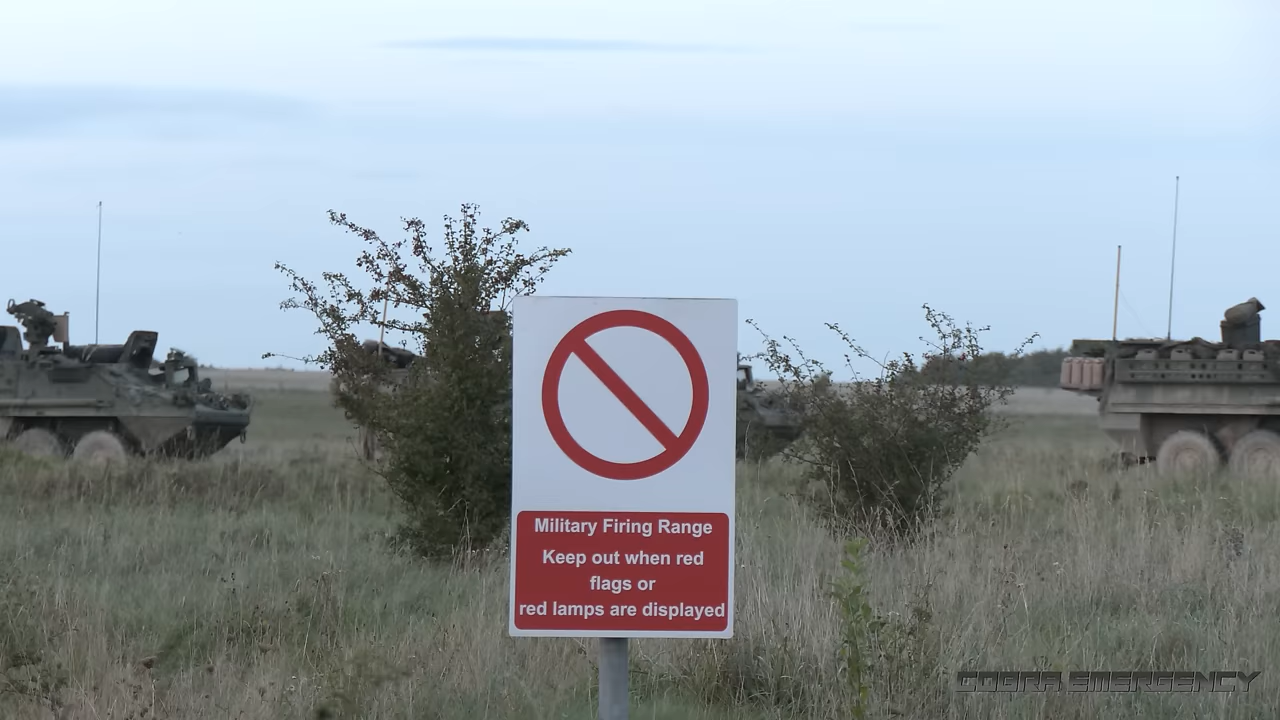 Military Firing Range
Keep out when red
flags or
red lamps are displayed
COBRA EMERGENCY